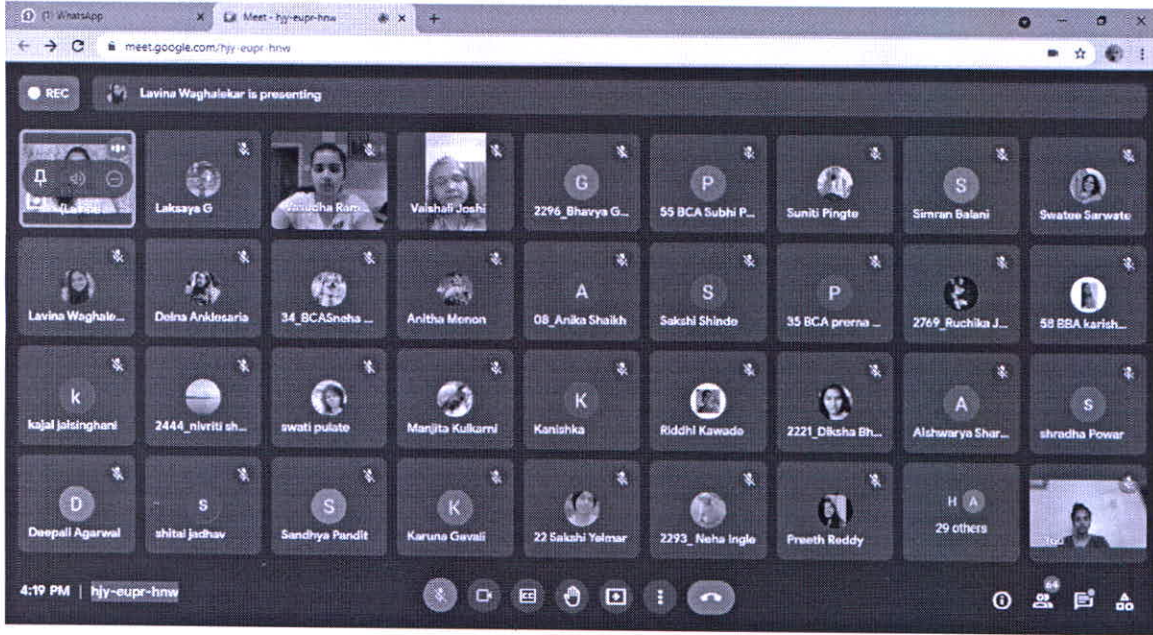 (1) WhatsApp
Meet - hjy-eupr-hnw
meet.google.com/hjy-eupr-hnw
REC
Lavina Waghalekar is presenting
Laksaya G
Vasudha Ram
Vaishali Joshi
G
2296_Bhavya G...
P
55 BCA Subhi P...
Suniti Pingte
S
Simran Balani
Swatee Sarwate
Lavina Waghale...
Delna Anklesaria
34_BCASneha ...
Anitha Menon
A
08_Anika Shaikh
S
Sakshi Shinde
P
35 BCA prerna ...
2769_Ruchika J...
58 BBA karish...
k
kajal jaisinghani
2444_nivriti sh...
swati pulate
Manjita Kulkarni
K
Kanishka
Riddhi Kawade
2221_Diksha Bh...
A
Aishwarya Shar...
s
shradha Powar
D
Deepali Agarwal
s
shital jadhav
S
Sandhya Pandit
K
Karuna Gavali
22 Sakshi Yelmar
2293_ Neha Ingle
Preeth Reddy
H A
29 others
4:19 PM | hjy-eupr-hnw
CC
64